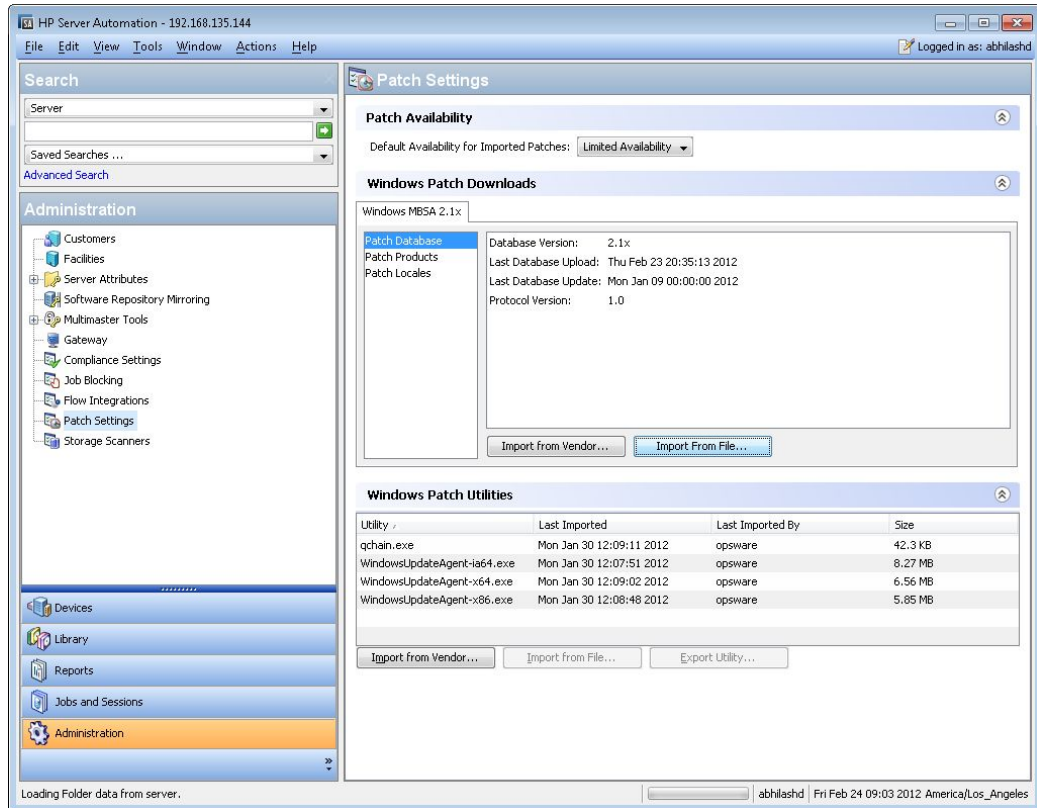 SA HP Server Automation - 192.168.135.144
File Edit View Tools Window Actions Help
Logged in as: abhilashd
Search
Server
Saved Searches ...
Advanced Search
Administration
Customers
Facilities
Server Attributes
Software Repository Mirroring
Multimaster Tools
Gateway
Compliance Settings
Job Blocking
Flow Integrations
Patch Settings
Storage Scanners
Devices
Library
Reports
Jobs and Sessions
Administration
Patch Settings
Patch Availability
Default Availability for Imported Patches: Limited Availability
Windows Patch Downloads
Windows MBSA 2.1x
Patch Database
Patch Products
Patch Locales
Database Version: 2.1x
Last Database Upload: Thu Feb 23 20:35:13 2012
Last Database Update: Mon Jan 09 00:00:00 2012
Protocol Version: 1.0
Import from Vendor... Import From File...
Windows Patch Utilities
Utility Last Imported Last Imported By Size
qchain.exe Mon Jan 30 12:09:11 2012 opsware 42.3 KB
WindowsUpdateAgent-ia64.exe Mon Jan 30 12:07:51 2012 opsware 8.27 MB
WindowsUpdateAgent-x64.exe Mon Jan 30 12:09:02 2012 opsware 6.56 MB
WindowsUpdateAgent-x86.exe Mon Jan 30 12:08:48 2012 opsware 5.85 MB
Import from Vendor... Import from File... Export Utility...
Loading Folder data from server.
abhilashd Fri Feb 24 09:03 2012 America/Los_Angeles